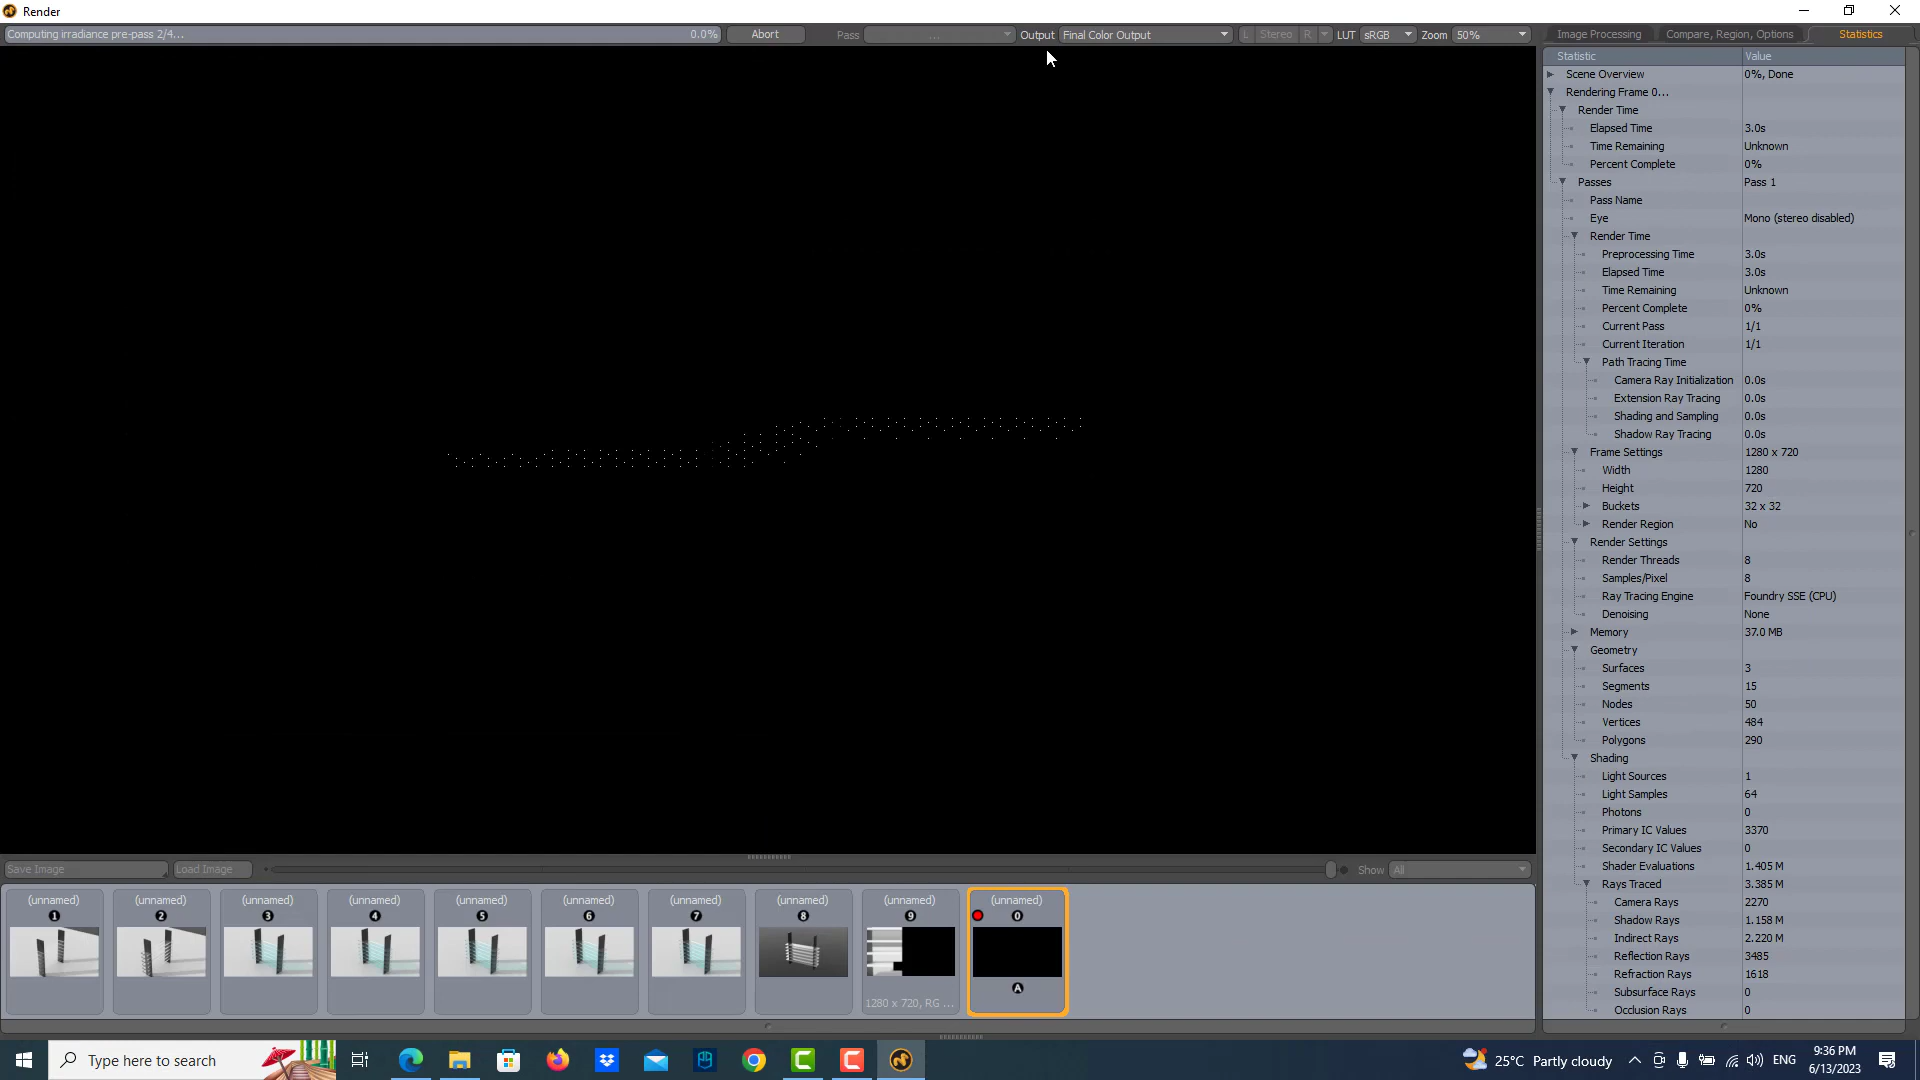 Render
Computing irradiance pre-pass 2/4... 0.0% Abort Pass ... Output Final Color Output L Stereo R LUT sRGB Zoom 50% Image Processing Compare, Region, Options Statistics
Statistic Value
Scene Overview 0%, Done
Rendering Frame 0...
Render Time
Elapsed Time 3.0s
Time Remaining Unknown
Percent Complete 0%
Passes Pass 1
Pass Name
Eye Mono (stereo disabled)
Render Time
Preprocessing Time 3.0s
Elapsed Time 3.0s
Time Remaining Unknown
Percent Complete 0%
Current Pass 1/1
Current Iteration 1/1
Path Tracing Time
Camera Ray Initialization 0.0s
Extension Ray Tracing 0.0s
Shading and Sampling 0.0s
Shadow Ray Tracing 0.0s
Frame Settings 1280 x 720
Width 1280
Height 720
Buckets 32 x 32
Render Region No
Render Settings
Render Threads 8
Samples/Pixel 8
Ray Tracing Engine Foundry SSE (CPU)
Denoising None
Memory 37.0 MB
Geometry
Surfaces 3
Segments 15
Nodes 50
Vertices 484
Polygons 290
Shading
Light Sources 1
Light Samples 64
Photons 0
Primary IC Values 3370
Secondary IC Values 0
Shader Evaluations 1.405 M
Rays Traced 3.385 M
Camera Rays 2270
Shadow Rays 1.158 M
Indirect Rays 2.220 M
Reflection Rays 3485
Refraction Rays 1618
Subsurface Rays 0
Occlusion Rays 0
Save Image Load Image Show All
(unnamed) (unnamed) (unnamed) (unnamed) (unnamed) (unnamed) (unnamed) (unnamed) (unnamed) (unnamed)
1 2 3 4 5 6 7 8 9 0
A
1280 x 720, RG ...
Type here to search
25°C Partly cloudy
ENG
9:36 PM
6/13/2023